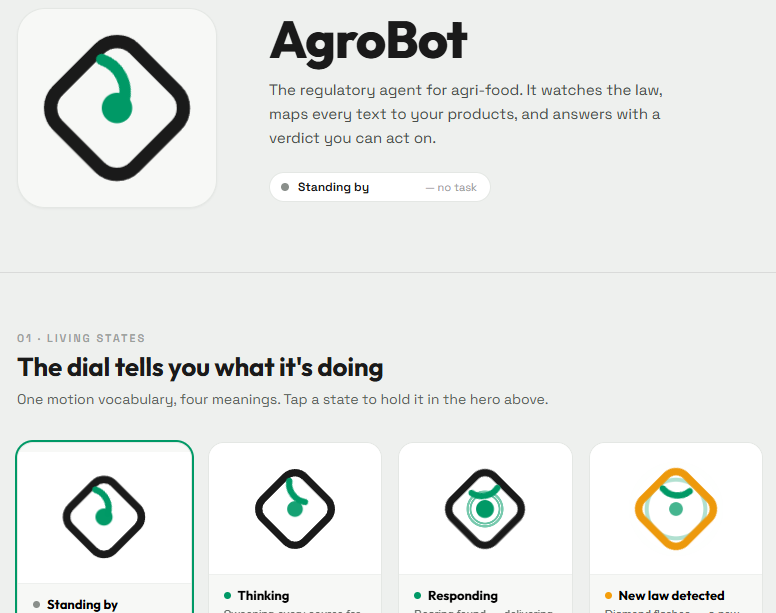 AgroBot
The regulatory agent for agri-food. It watches the law,
maps every text to your products, and answers with a
verdict you can act on.
Standing by — no task
01 · LIVING STATES
The dial tells you what it's doing
One motion vocabulary, four meanings. Tap a state to hold it in the hero above.
Standing by
Thinking
Responding
New law detected